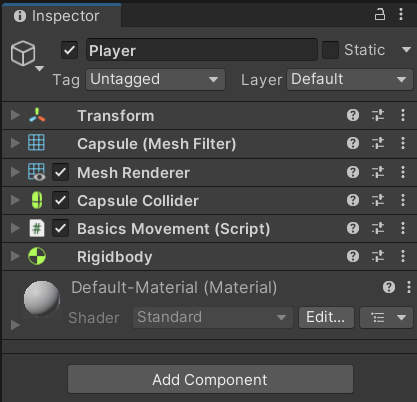 Inspector
Player
Static
Tag Untagged Layer Default
Transform
Capsule (Mesh Filter)
Mesh Renderer
Capsule Collider
# Basics Movement (Script)
Rigidbody
Default-Material (Material)
Shader Standard Edit...
Add Component